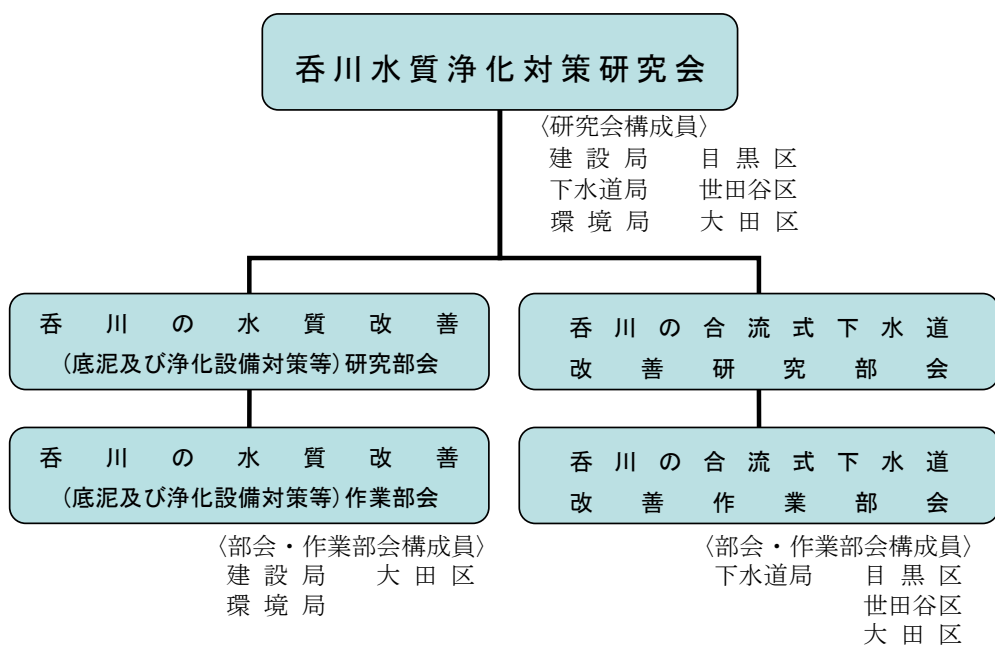 呑川水質浄化対策研究会
〈研究会構成員〉
建設局 目黒区
下水道局 世田谷区
環境局 大田区
呑川の水質改善
(底泥及び浄化設備対策等)研究部会
呑川の合流式下水道
改善研究部会
呑川の水質改善
(底泥及び浄化設備対策等)作業部会
呑川の合流式下水道
改善作業部会
〈部会・作業部会構成員〉
建設局 大田区
環境局
〈部会・作業部会構成員〉
下水道局 目黒区
世田谷区
大田区